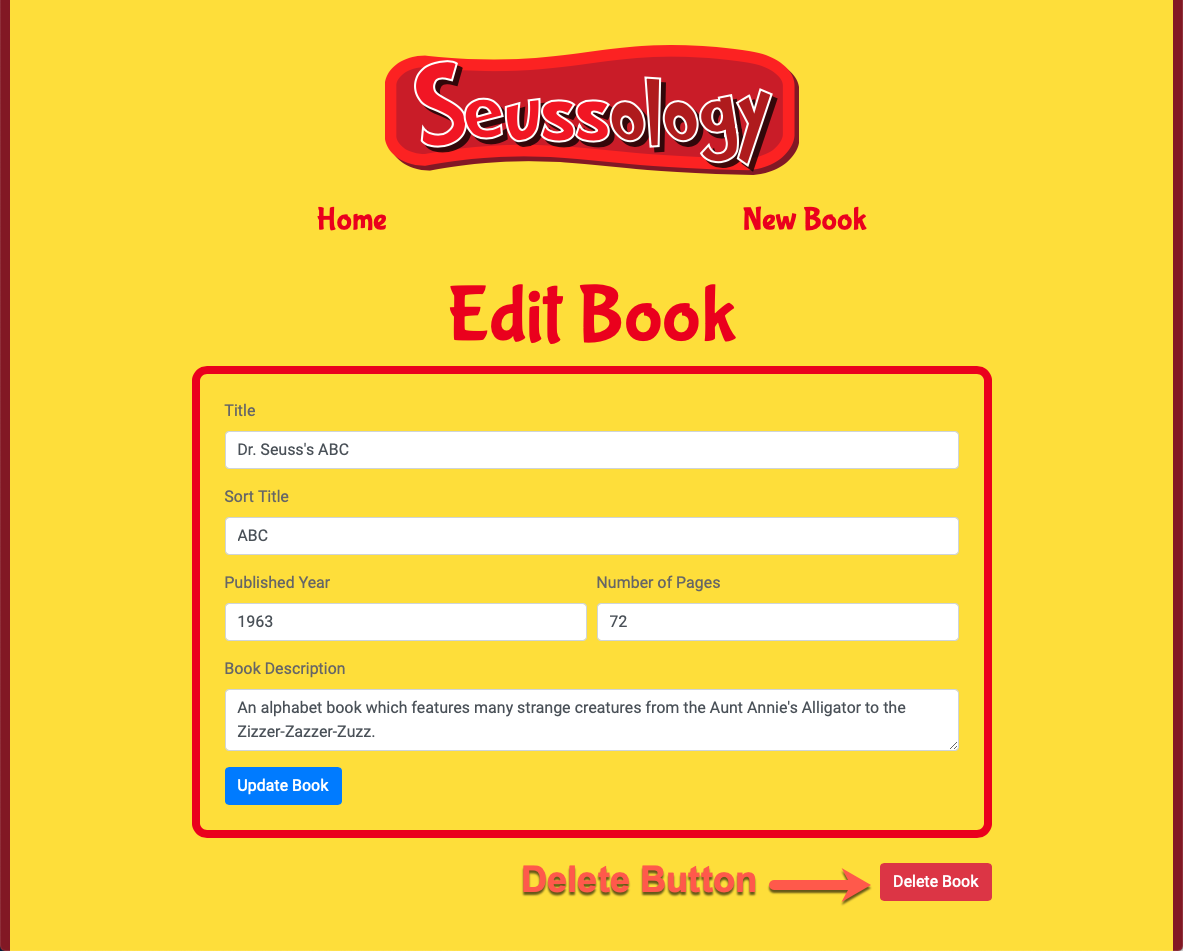 Seussology
Home New Book
Edit Book
Title
Dr. Seuss's ABC
Sort Title
ABC
Published Year Number of Pages
1963 72
Book Description
An alphabet book which features many strange creatures from the Aunt Annie's Alligator to the
Zizzer-Zazzer-Zuzz.
Update Book
Delete Button Delete Book